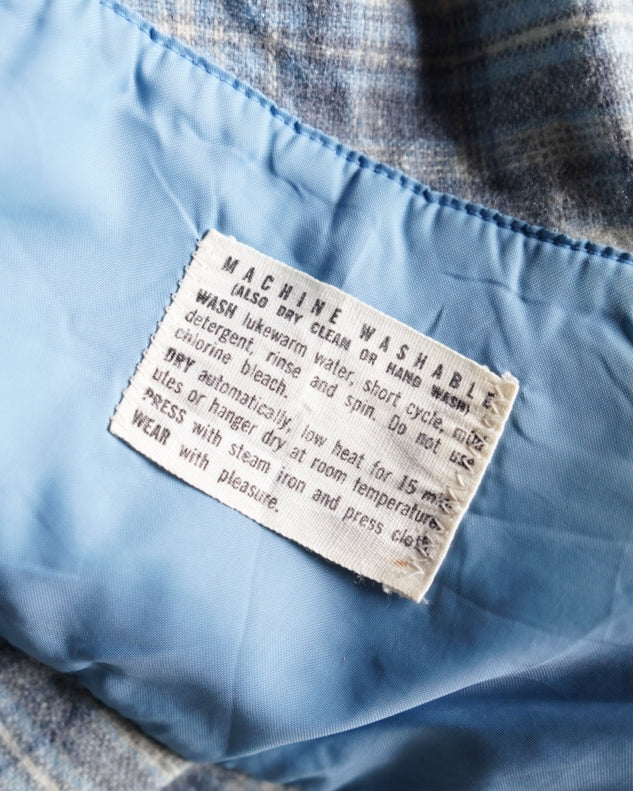 MACHINE WASHABLE
(ALSO DRY CLEAN OR HAND WASH)
WASH lukewarm water, short cycle, mild
detergent, rinse and spin. Do not use
chlorine bleach.
DRY automatically, low heat for 15 min-
utes or hanger dry at room temperature.
PRESS with steam iron and press cloth.
WEAR with pleasure.